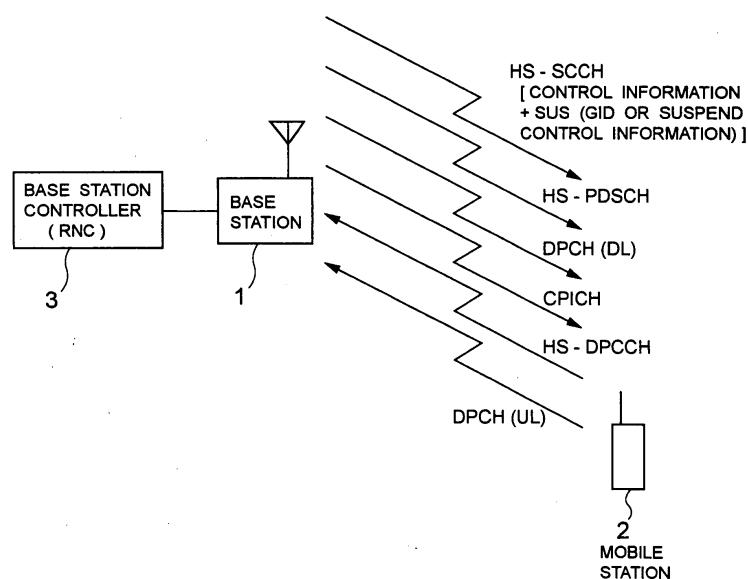 HS - SCCH
[ CONTROL INFORMATION
+ SUS (GID OR SUSPEND
CONTROL INFORMATION) ]
BASE STATION
CONTROLLER
( RNC )
3
BASE
STATION
1
HS - PDSCH
DPCH (DL)
CPICH
HS - DPCCH
DPCH (UL)
2
MOBILE
STATION